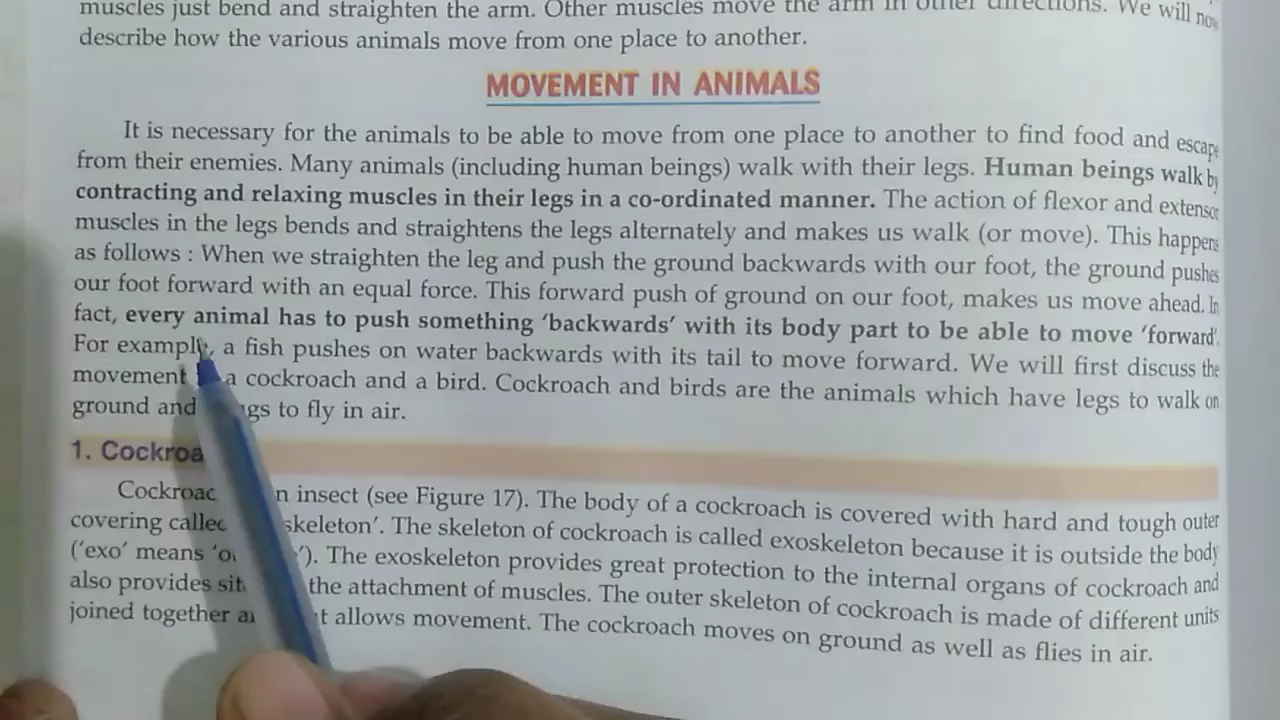 muscles just bend and straighten the arm. Other muscles move the arm in other directions. We will now
describe how the various animals move from one place to another.
MOVEMENT IN ANIMALS
It is necessary for the animals to be able to move from one place to another to find food and escape
from their enemies. Many animals (including human beings) walk with their legs. Human beings walk by
contracting and relaxing muscles in their legs in a co-ordinated manner. The action of flexor and extensor
muscles in the legs bends and straightens the legs alternately and makes us walk (or move). This happens
as follows : When we straighten the leg and push the ground backwards with our foot, the ground pushes
our foot forward with an equal force. This forward push of ground on our foot, makes us move ahead. In
fact, every animal has to push something ‘backwards’ with its body part to be able to move ‘forward’.
For example, a fish pushes on water backwards with its tail to move forward. We will first discuss the
movement a cockroach and a bird. Cockroach and birds are the animals which have legs to walk on
ground and gs to fly in air.
1. Cockroa
Cockroac n insect (see Figure 17). The body of a cockroach is covered with hard and tough outer
covering called skeleton’. The skeleton of cockroach is called exoskeleton because it is outside the body
(‘exo’ means ‘ou ’). The exoskeleton provides great protection to the internal organs of cockroach and
also provides sit the attachment of muscles. The outer skeleton of cockroach is made of different units
joined together a t allows movement. The cockroach moves on ground as well as flies in air.